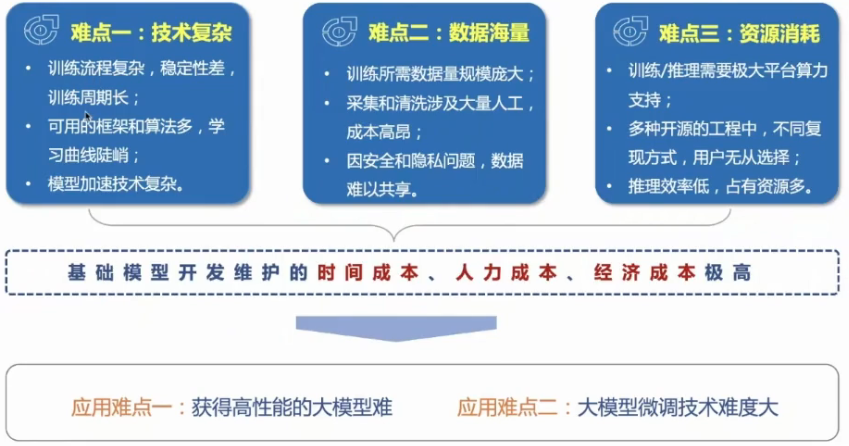 难点一：技术复杂
训练流程复杂，稳定性差，
训练周期长；
可用的框架和算法多，学
习曲线陡峭；
模型加速技术复杂。
难点二：数据海量
训练所需数据量规模庞大；
采集和清洗涉及大量人工，
成本高昂；
因安全和隐私问题，数据
难以共享。
难点三：资源消耗
训练/推理需要极大平台算力
支持；
多种开源的工程中，不同复
现方式，用户无从选择；
推理效率低，占有资源多。
基础模型开发维护的时间成本、人力成本、经济成本极高
应用难点一：获得高性能的大模型难
应用难点二：大模型微调技术难度大